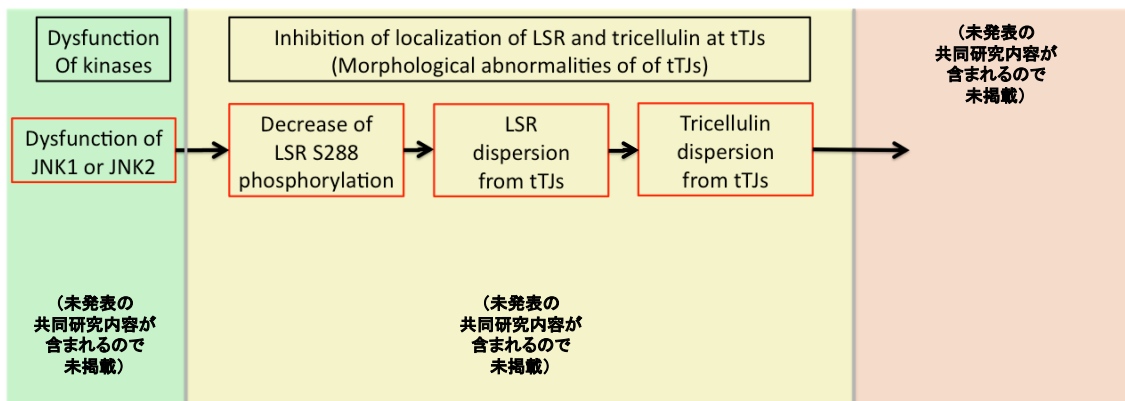 Dysfunction
Of kinases
Inhibition of localization of LSR and tricellulin at tTJs
(Morphological abnormalities of of tTJs)
(未発表の
共同研究内容が
含まれるので
未掲載)
Dysfunction of
JNK1 or JNK2
Decrease of
LSR S288
phosphorylation
LSR
dispersion
from tTJs
Tricellulin
dispersion
from tTJs
(未発表の
共同研究内容が
含まれるので
未掲載)
(未発表の
共同研究内容が
含まれるので
未掲載)